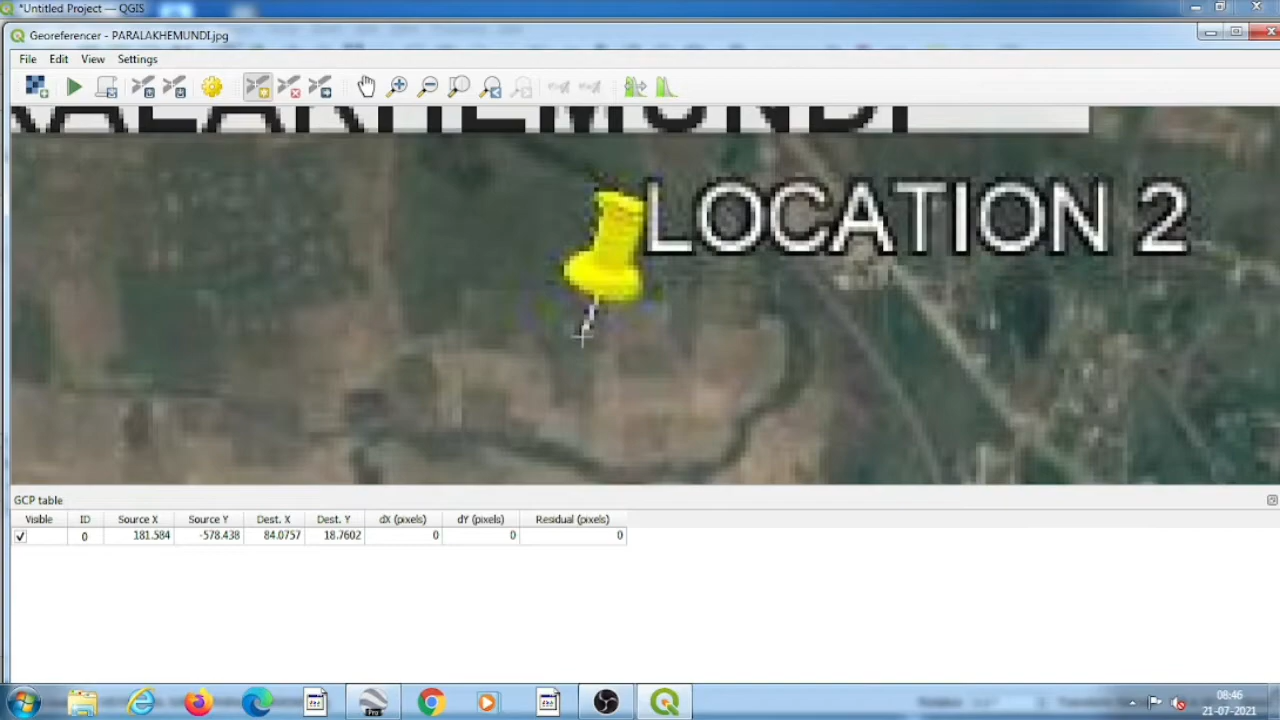 *Untitled Project — QGIS
Georeferencer - PARALAKHEMUNDI.jpg
File Edit View Settings
RALAKHEMUNDI
LOCATION 2
GCP table
Visible ID Source X Source Y Dest. X Dest. Y dX (pixels) dY (pixels) Residual (pixels)
0 181.584 -578.438 84.0757 18.7602 0 0 0
Pro
08:46
21-07-2021